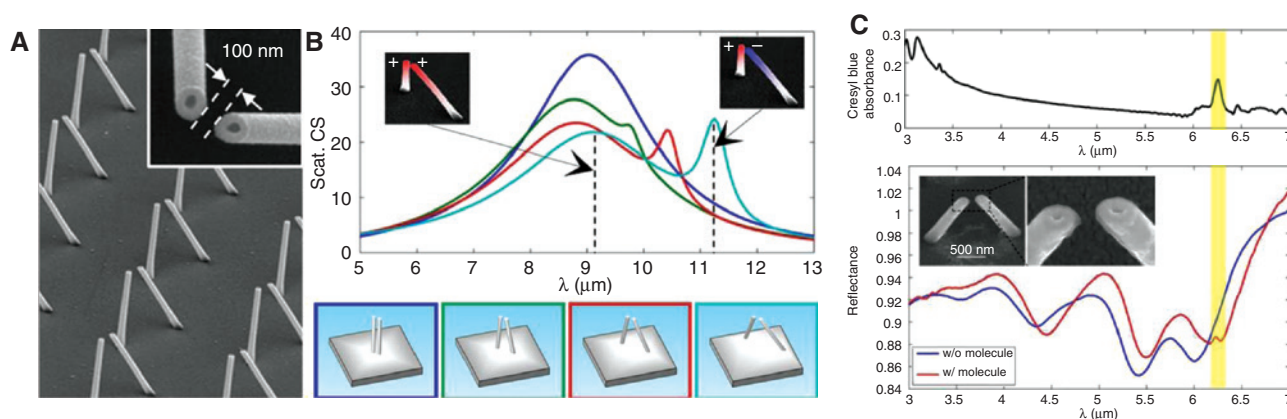 A
100 nm
B
40
30
20
10
0
Scat. CS
+ +
+ −
5 6 7 8 9 10 11 12 13
λ (μm)
C
0.3
0.2
0.1
0
Cresyl blue
absorbance
3 3.5 4 4.5 5 5.5 6 6.5 7
λ (μm)
1.04
1.02
1
0.98
0.96
0.92
0.9
0.88
0.84
Reflectance
500 nm
w/o molecule
w/ molecule
3 3.5 4 4.5 5 5.5 6 6.5 7
λ (μm)